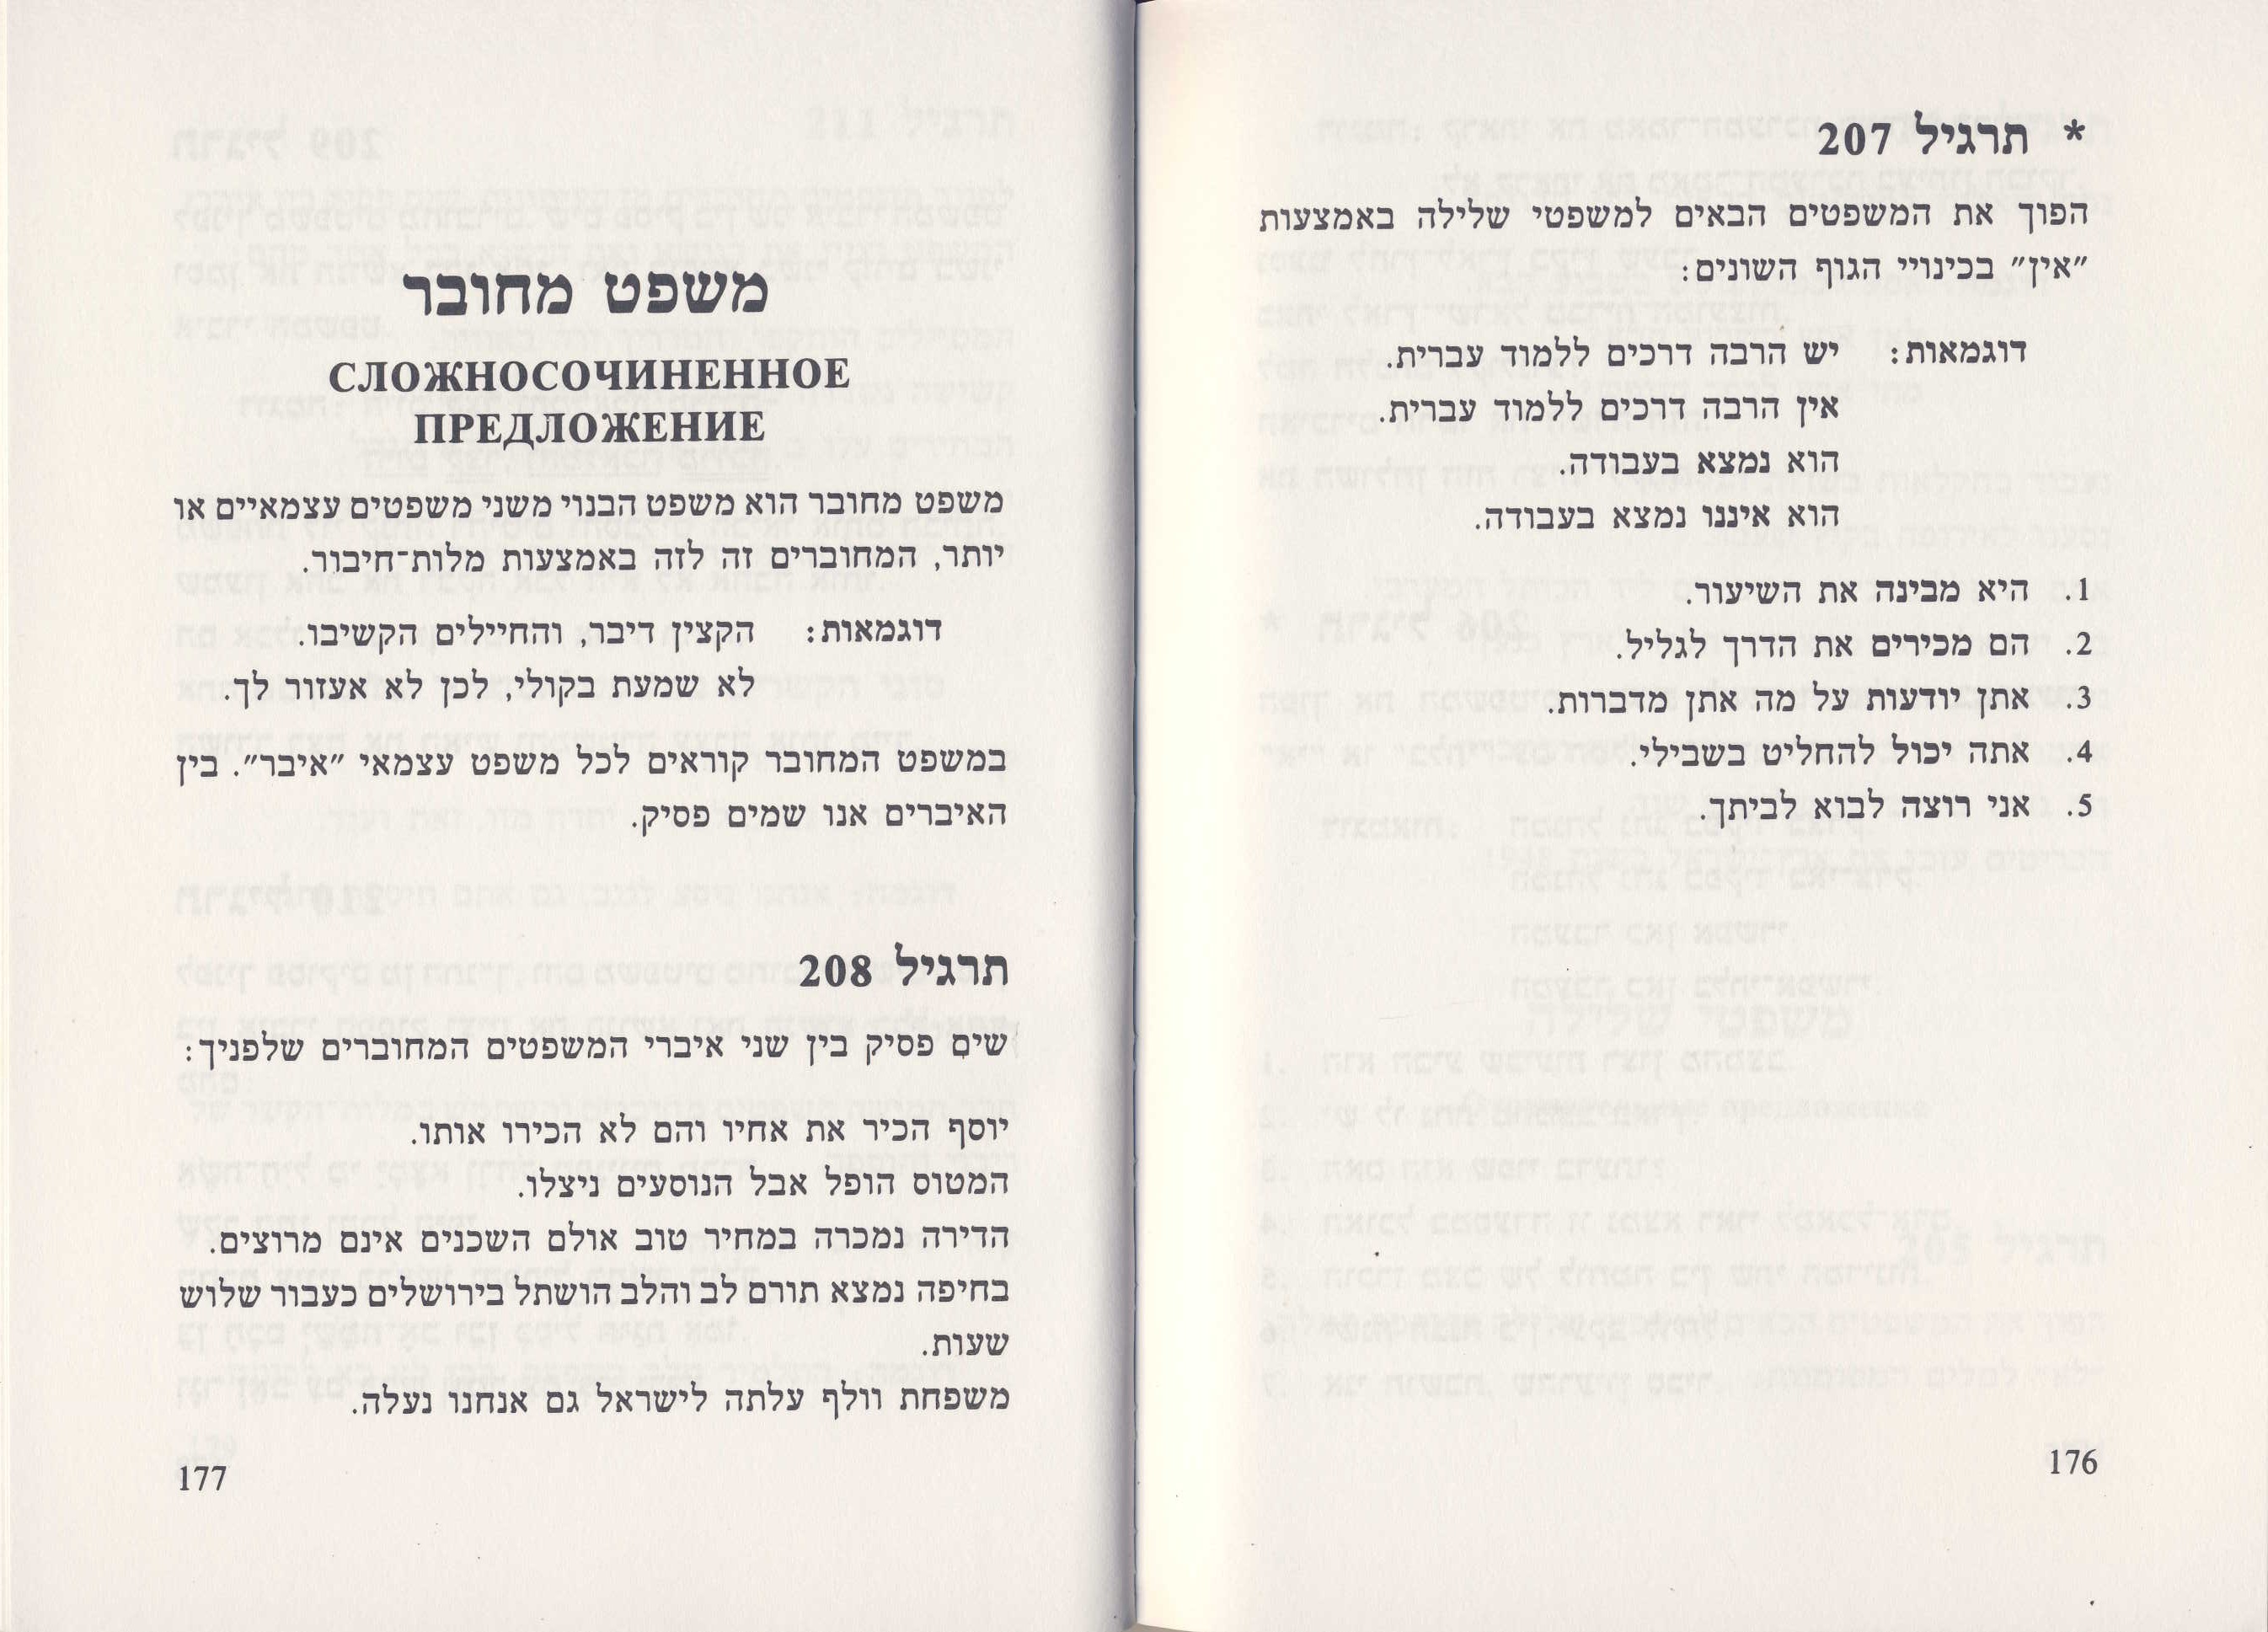 * תרגיל 207
הפוך את המשפטים הבאים למשפטי שלילה באמצעות
"אין" בכינויי הגוף השונים:
דוגמאות: יש הרבה דרכים ללמוד עברית.
אין הרבה דרכים ללמוד עברית.
הוא נמצא בעבודה.
הוא איננו נמצא בעבודה.
1. היא מבינה את השיעור.
2. הם מכירים את הדרך לגליל.
3. אתן יודעות על מה אתן מדברות.
4. אתה יכול להחליט בשבילי.
5. אני רוצה לבוא לביתך.
176
משפט מחובר
СЛОЖНОСОЧИНЕННОЕ
ПРЕДЛОЖЕНИЕ
משפט מחובר הוא משפט הבנוי משני משפטים עצמאיים או
יותר, המחוברים זה לזה באמצעות מלות־חיבור.
דוגמאות: הקצין דיבר, והחיילים הקשיבו.
לא שמעת בקולי, לכן לא אעזור לך.
במשפט המחובר קוראים לכל משפט עצמאי "איבר". בין
האיברים אנו שמים פסיק.
תרגיל 208
שים פסיק בין שני איברי המשפטים המחוברים שלפניך:
יוסף הכיר את אחיו והם לא הכירו אותו.
המטוס הופל אבל הנוסעים ניצלו.
הדירה נמכרה במחיר טוב אולם השכנים אינם מרוצים.
בחיפה נמצא תורם לב והלב הושתל בירושלים כעבור שלוש
שעות.
משפחת וולף עלתה לישראל גם אנחנו נעלה.
177